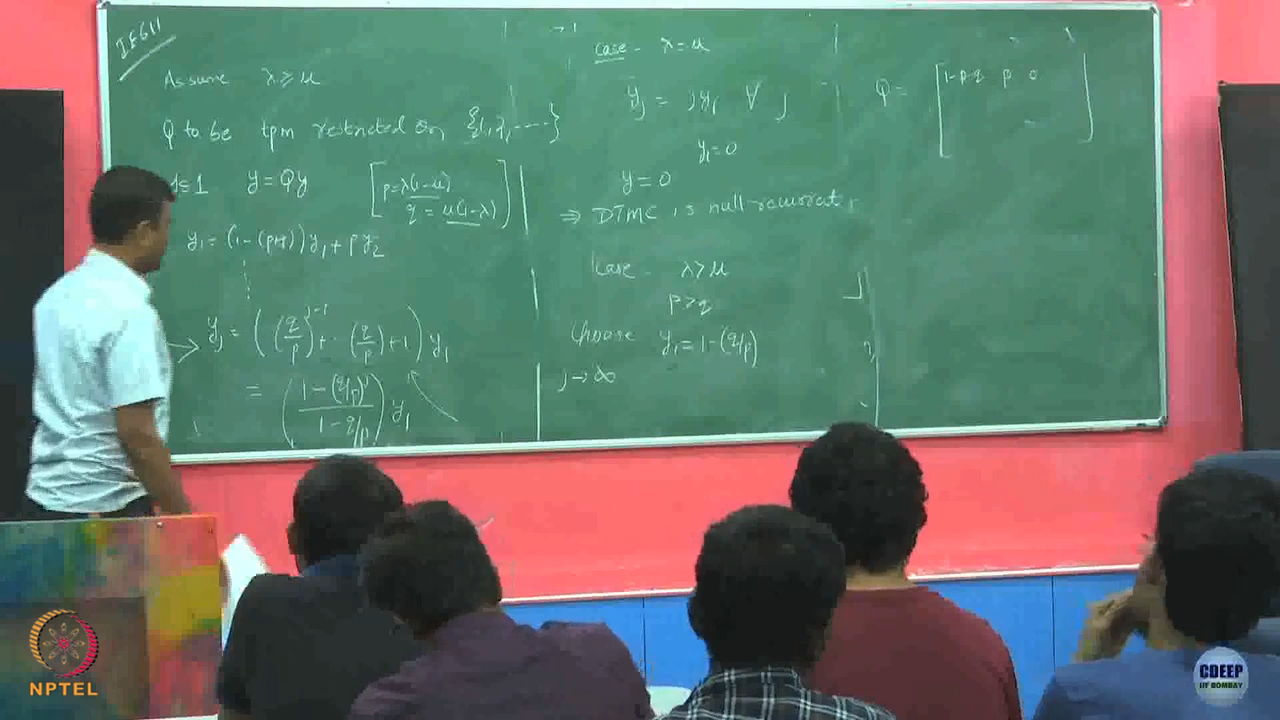 IE611
Assume λ ≥ μ
Q to be tpm restricted on {1, 2, ....}
y = Qy
[p = λ(1-μ)
q = μ(1-λ)]
y₁ = (1-(p+q)) y₁ + p y₂
yⱼ = ((q/p)^(j-1) + ·· (q/p) + 1) y₁
= ((1-(q/p)^j)/(1-q/p)) y₁
case - λ = μ
yⱼ = j y₁ ∀ j
y₁ = 0
y = 0
⇒ DTMC is null-recurrent
case - λ > μ
p > q
Choose y₁ = 1-(q/p)
j → ∞
Q = [1-p-q p 0
NPTEL
CDEEP
IIT BOMBAY